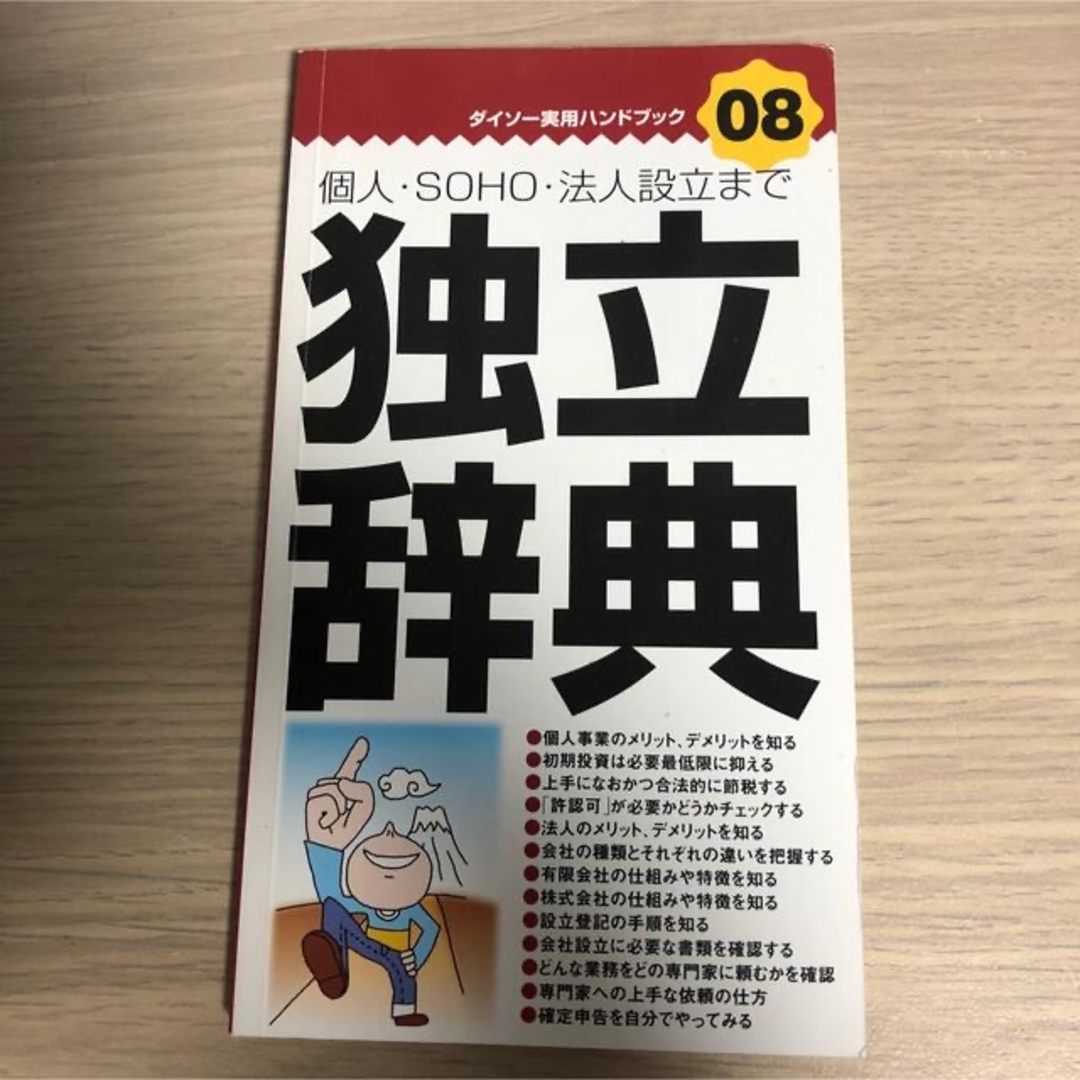 ダイソー実用ハンドブック 08
個人・SOHO・法人設立まで
独立
辞典
●個人事業のメリット、デメリットを知る
●初期投資は必要最低限に抑える
●上手になおかつ合法的に節税する
●「許認可」が必要かどうかチェックする
●法人のメリット、デメリットを知る
●会社の種類とそれぞれの違いを把握する
●有限会社の仕組みや特徴を知る
●株式会社の仕組みや特徴を知る
●設立登記の手順を知る
●会社設立に必要な書類を確認する
●どんな業務をどの専門家に頼むかを確認
●専門家への上手な依頼の仕方
●確定申告を自分でやってみる